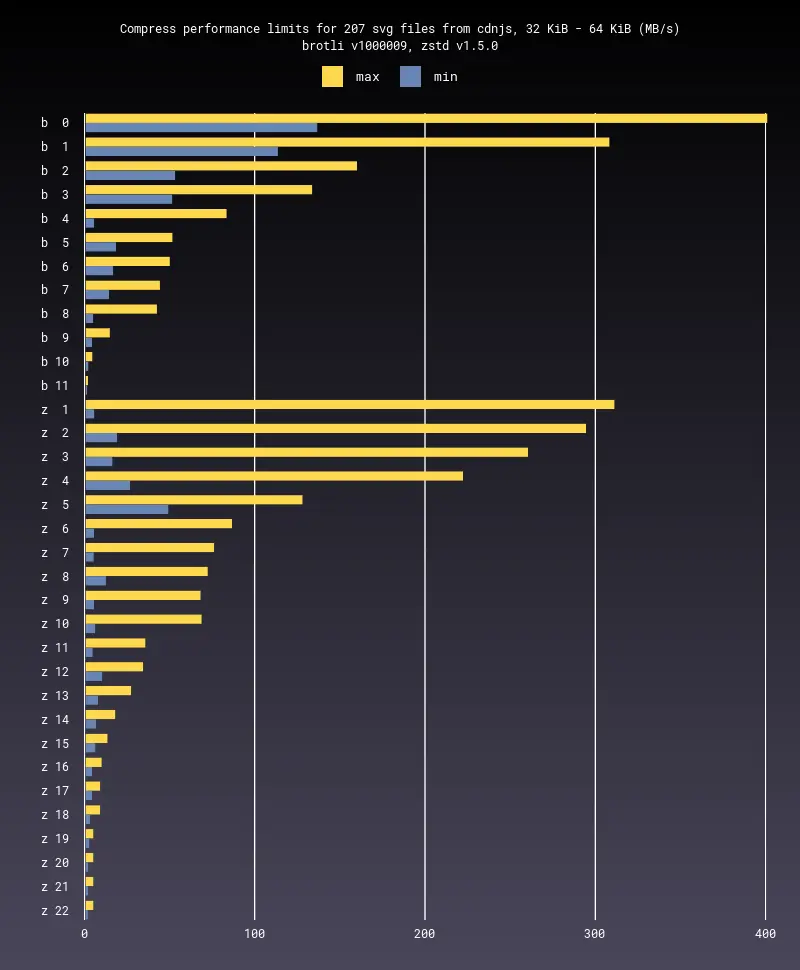 Compress performance limits for 207 svg files from cdnjs, 32 KiB - 64 KiB (MB/s)
brotli v1000009, zstd v1.5.0
max min
b 0
b 1
b 2
b 3
b 4
b 5
b 6
b 7
b 8
b 9
b 10
b 11
z 1
z 2
z 3
z 4
z 5
z 6
z 7
z 8
z 9
z 10
z 11
z 12
z 13
z 14
z 15
z 16
z 17
z 18
z 19
z 20
z 21
z 22
0 100 200 300 400